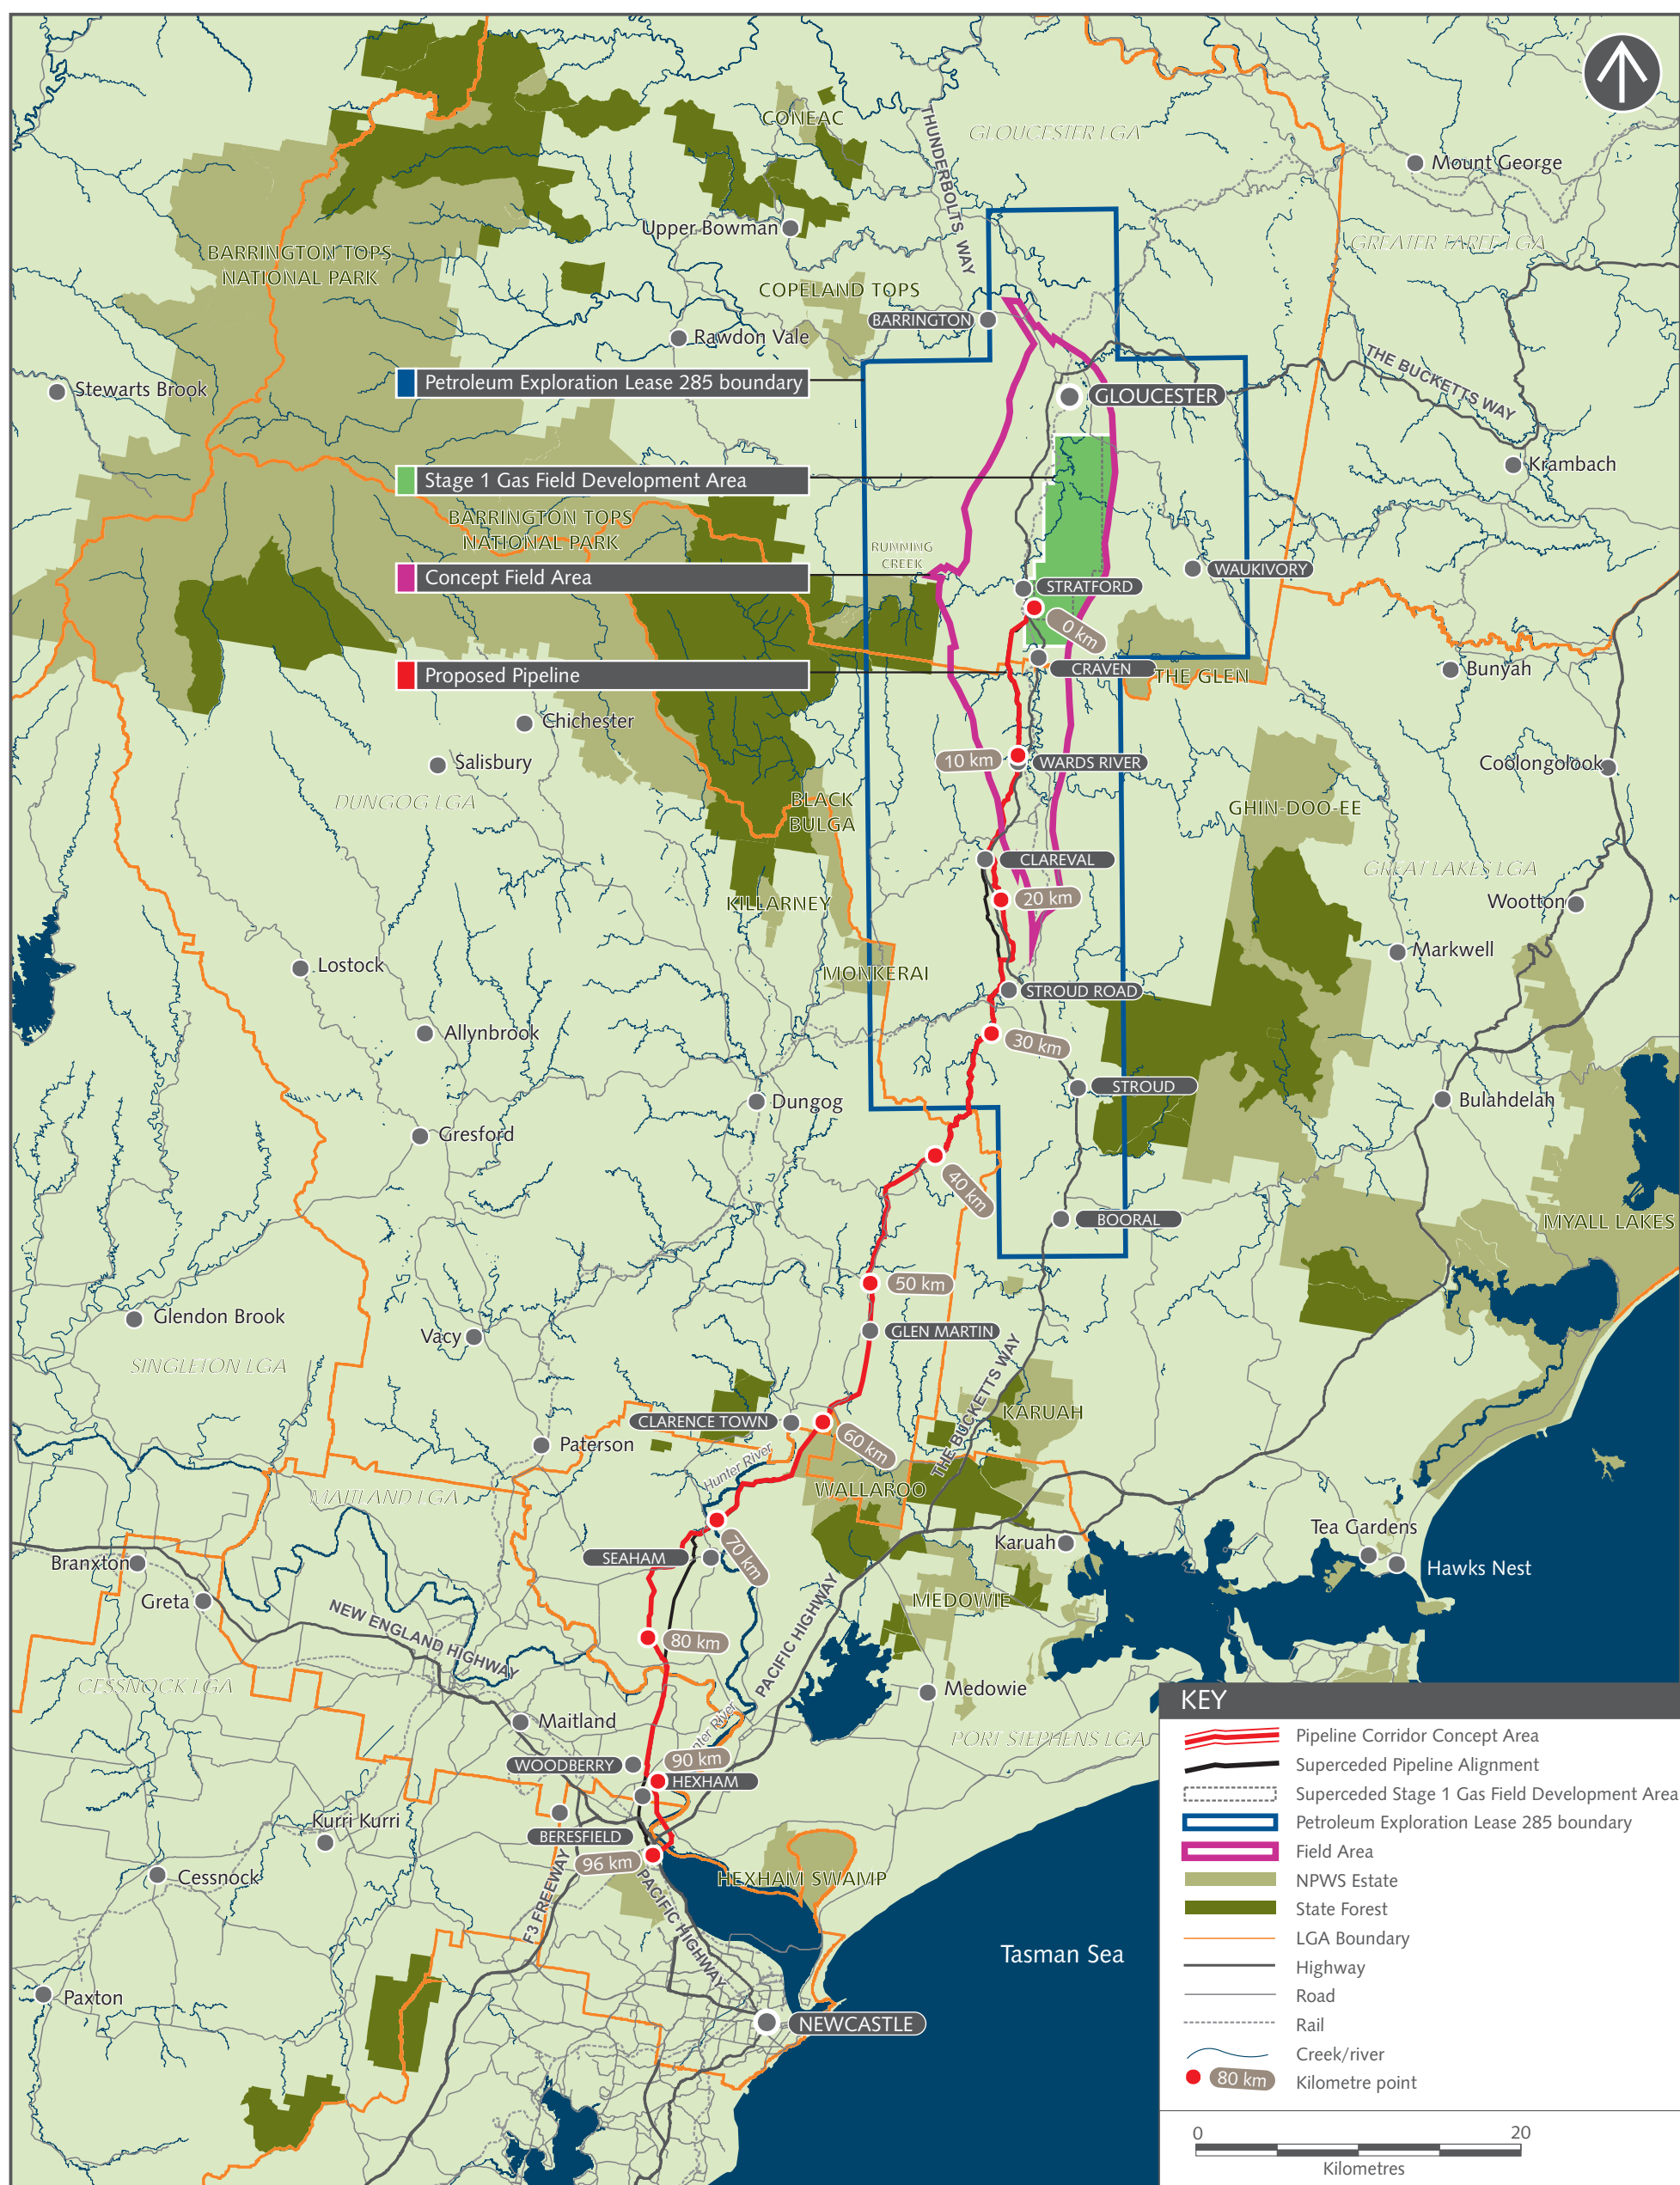 CONEAC
THUNDERBOLTS WAY
GLOUCESTER LGA
Mount George
Upper Bowman
GREATER TAREE LGA
BARRINGTON TOPS
NATIONAL PARK
COPELAND TOPS
BARRINGTON
Rawdon Vale
THE BUCKETTS WAY
Petroleum Exploration Lease 285 boundary
Stewarts Brook
GLOUCESTER
Krambach
Stage 1 Gas Field Development Area
BARRINGTON TOPS
NATIONAL PARK
RUNNING
CREEK
WAUKIVORY
Concept Field Area
STRATFORD
0 km
CRAVEN
THE GLEN
Bunyah
Proposed Pipeline
Chichester
Salisbury
10 km
WARDS RIVER
Coolongolook
DUNGOG LGA
BLACK
BULGA
GHIN-DOO-EE
CLAREVAL
GREAT LAKES LGA
KILLARNEY
20 km
Wootton
Markwell
Lostock
MONKERAI
STROUD ROAD
Allynbrook
30 km
STROUD
Dungog
Bulahdelah
Gresford
40 km
BOORAL
MYALL LAKES
50 km
Glendon Brook
GLEN MARTIN
Vacy
SINGLETON LGA
THE BUCKETTS WAY
KARUAH
CLARENCE TOWN
60 km
Paterson
Hunter River
WALLAROO
MAITLAND LGA
Tea Gardens
Karuah
70 km
SEAHAM
Branxton
Hawks Nest
Greta
MEDOWIE
NEW ENGLAND HIGHWAY
PACIFIC HIGHWAY
80 km
CESSNOCK LGA
Medowie
Maitland
nter River
PORT STEPHENS LGA
90 km
WOODBERRY
HEXHAM
Kurri Kurri
BERESFIELD
96 km
Cessnock
HEXHAM SWAMP
F3 FREEWAY
PACIFIC HIGHWAY
Tasman Sea
Paxton
NEWCASTLE
KEY
Pipeline Corridor Concept Area
Superceded Pipeline Alignment
Superceded Stage 1 Gas Field Development Area
Petroleum Exploration Lease 285 boundary
Field Area
NPWS Estate
State Forest
LGA Boundary
Highway
Road
Rail
Creek/river
80 km Kilometre point
0 20
Kilometres